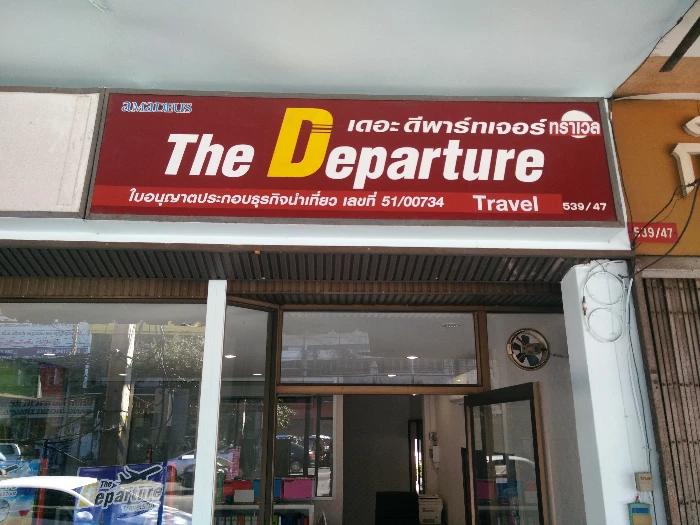 amaDEUS
เดอะ ดีพาร์ทเจอร์ ทราเวล
The Departure
ใบอนุญาตประกอบธุรกิจนำเที่ยว เลขที่ 51/00734 Travel 539/47
539/47
The
eparture